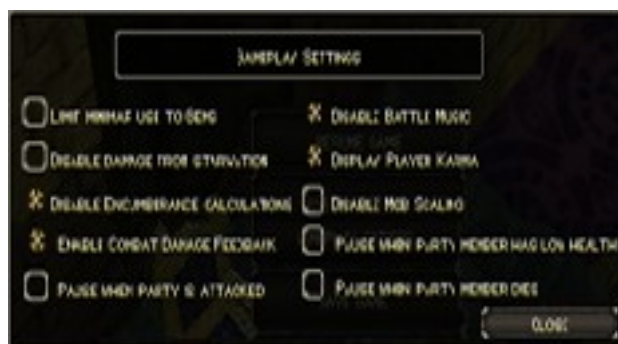 Gameplay Settings
Limit minimap use to Gems
Disable Battle Music
Disable damage from starvation
Display Player Karma
Disable Encumberance calculations
Disable Mob Scaling
Enable Combat Damage Feedback
Pause when party member has low health
Pause when party is attacked
Pause when party member dies
Close